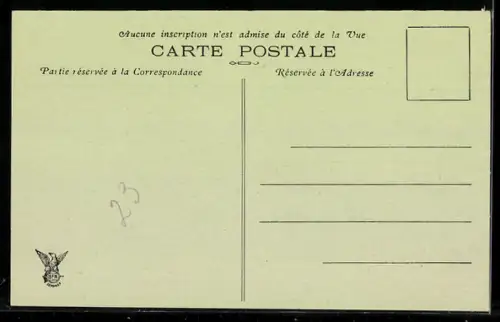 Aucune inscription n'est admise du côté de la Vue
CARTE POSTALE
Partie réservée à la Correspondance
Réservée à l'Adresse
23